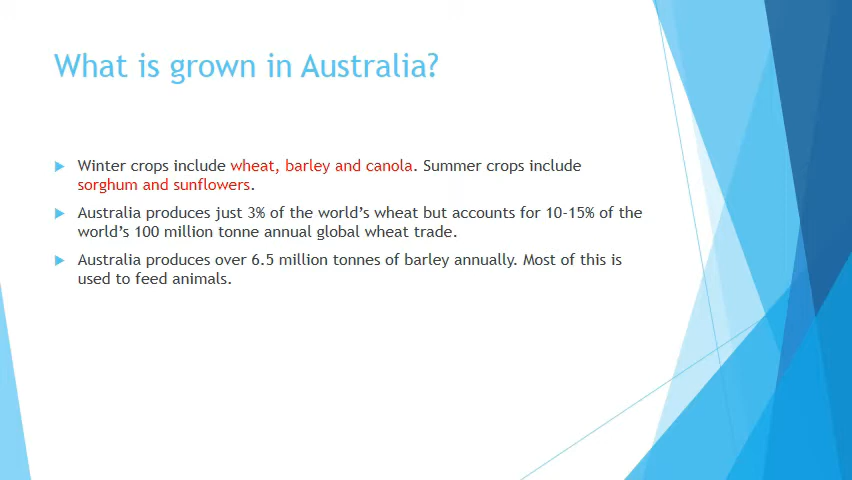 What is grown in Australia?
Winter crops include wheat, barley and canola. Summer crops include
sorghum and sunflowers.
Australia produces just 3% of the world’s wheat but accounts for 10-15% of the
world’s 100 million tonne annual global wheat trade.
Australia produces over 6.5 million tonnes of barley annually. Most of this is
used to feed animals.